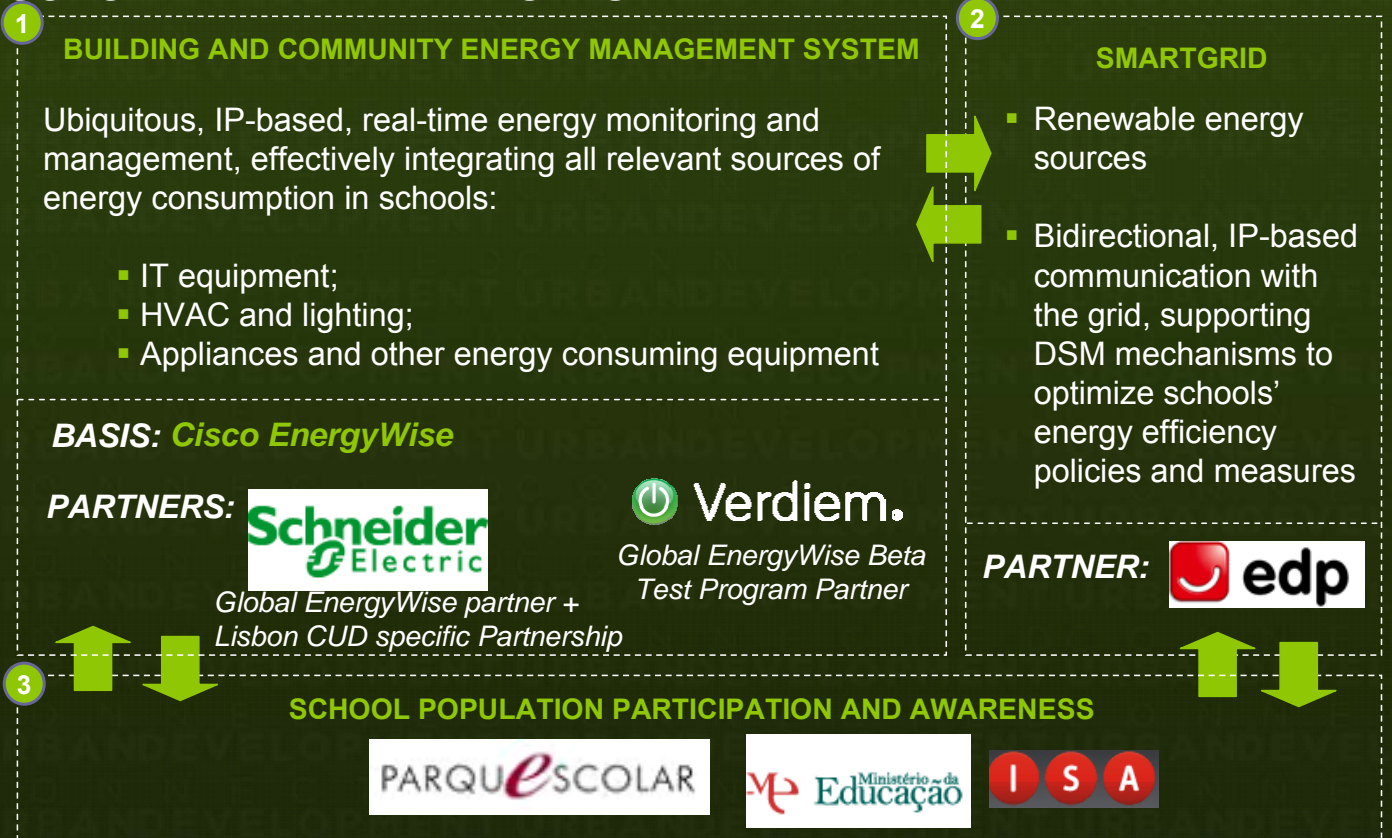 1
BUILDING AND COMMUNITY ENERGY MANAGEMENT SYSTEM
Ubiquitous, IP-based, real-time energy monitoring and
management, effectively integrating all relevant sources of
energy consumption in schools:
▪ IT equipment;
▪ HVAC and lighting;
▪ Appliances and other energy consuming equipment
BASIS: Cisco EnergyWise
PARTNERS:
Schneider
Electric
Global EnergyWise partner +
Lisbon CUD specific Partnership
Verdiem.
Global EnergyWise Beta
Test Program Partner
2
SMARTGRID
▪ Renewable energy
sources
▪ Bidirectional, IP-based
communication with
the grid, supporting
DSM mechanisms to
optimize schools’
energy efficiency
policies and measures
PARTNER:
edp
3
SCHOOL POPULATION PARTICIPATION AND AWARENESS
PARQUESCOLAR
Me
Ministério da
Educação
ISA